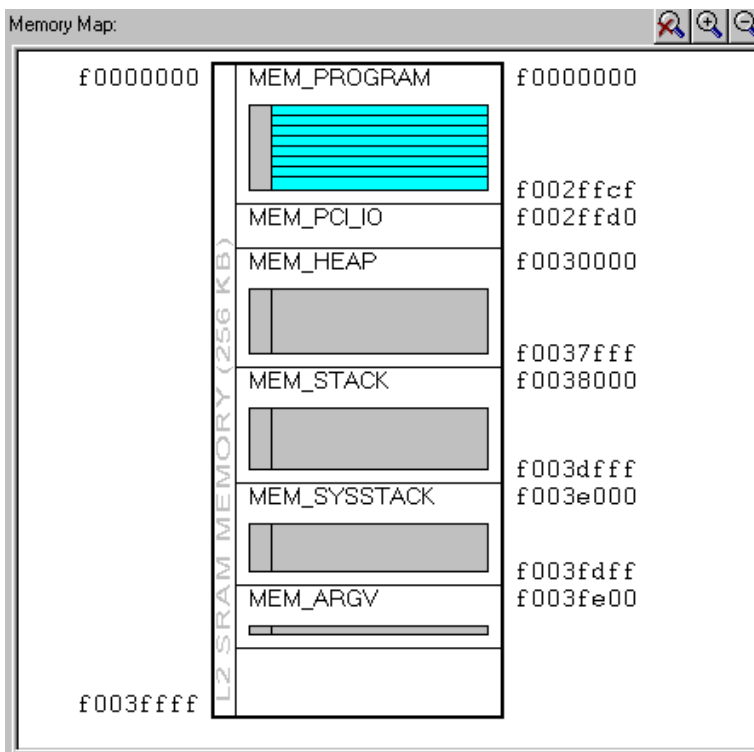 Memory Map:
f0000000 MEM_PROGRAM f0000000
f002ffcf
MEM_PCI_IO f002ffd0
MEM_HEAP f0030000
f0037fff
MEM_STACK f0038000
f003dfff
MEM_SYSSTACK f003e000
f003fdff
MEM_ARGV f003fe00
f003ffff
L2 SRAM MEMORY (256 KB)